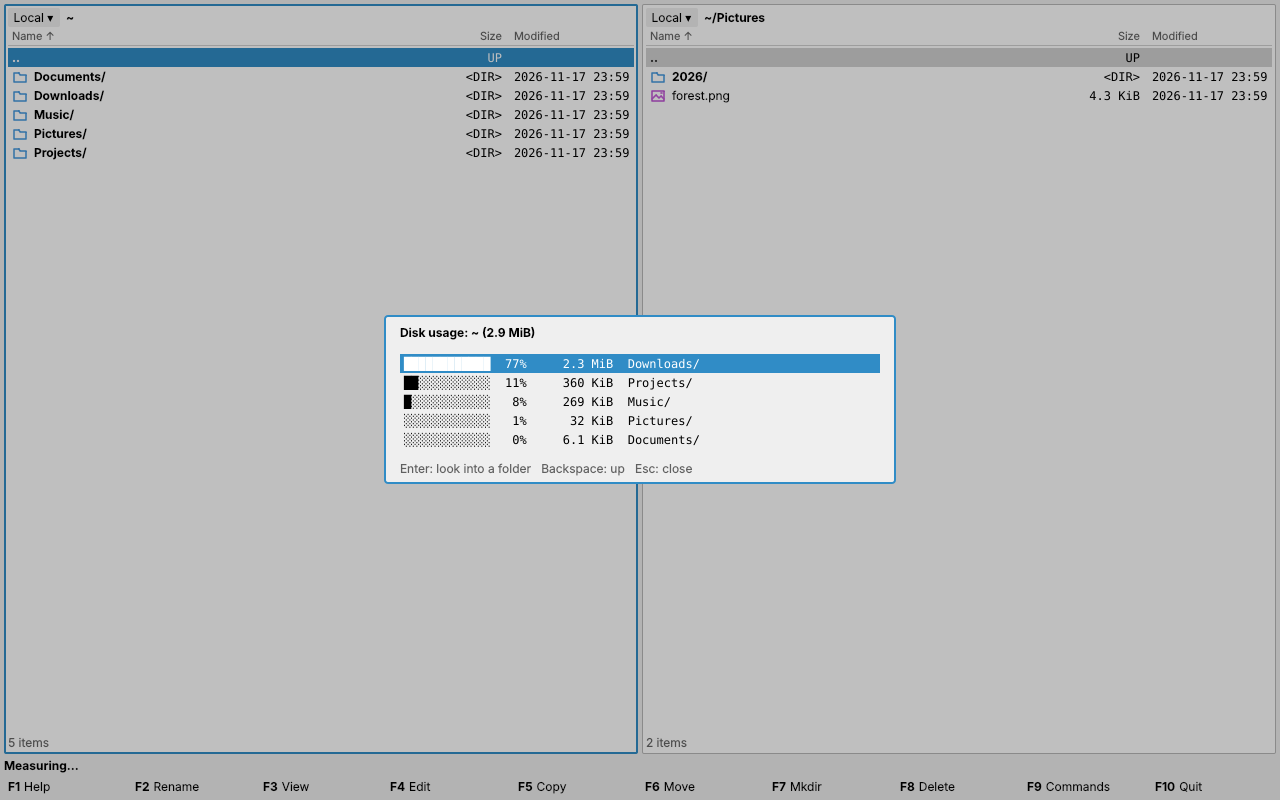 Local ▾ ~
Name ↑ Size Modified
.. UP
Documents/ <DIR> 2026-11-17 23:59
Downloads/ <DIR> 2026-11-17 23:59
Music/ <DIR> 2026-11-17 23:59
Pictures/ <DIR> 2026-11-17 23:59
Projects/ <DIR> 2026-11-17 23:59
5 items
Local ▾ ~/Pictures
Name ↑ Size Modified
.. UP
2026/ <DIR> 2026-11-17 23:59
forest.png 4.3 KiB 2026-11-17 23:59
2 items
Disk usage: ~ (2.9 MiB)
77% 2.3 MiB Downloads/
11% 360 KiB Projects/
8% 269 KiB Music/
1% 32 KiB Pictures/
0% 6.1 KiB Documents/
Enter: look into a folder Backspace: up Esc: close
Measuring...
F1 Help F2 Rename F3 View F4 Edit F5 Copy F6 Move F7 Mkdir F8 Delete F9 Commands F10 Quit